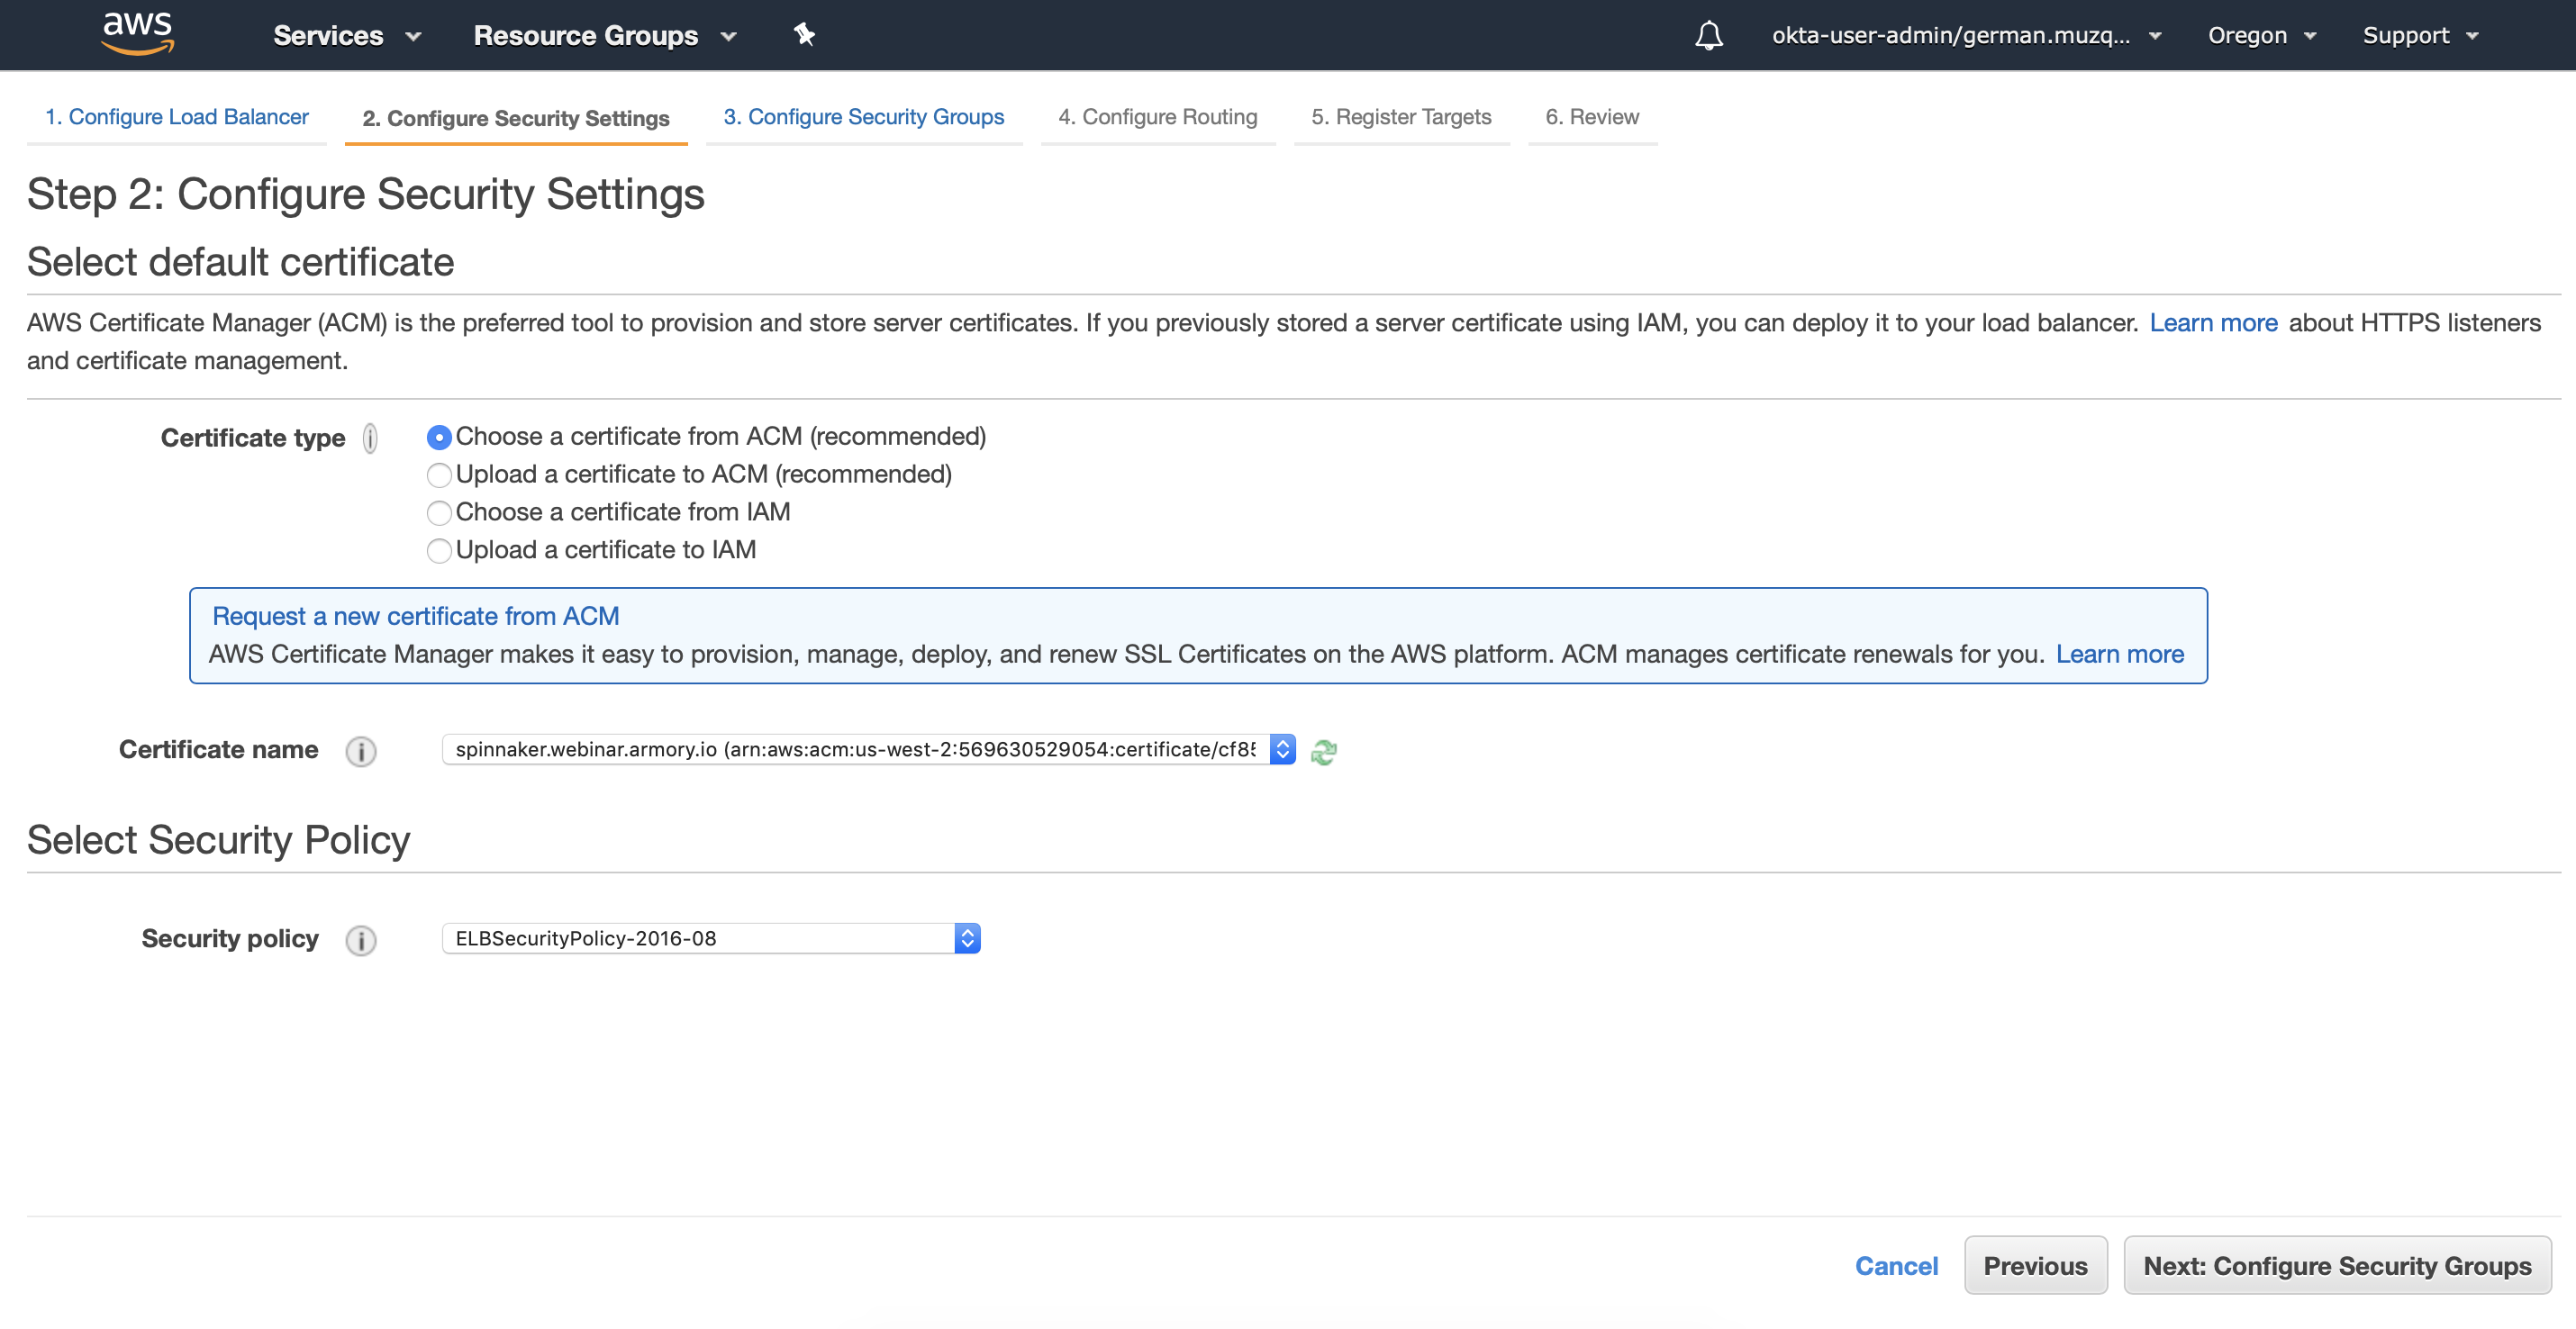 aws Services Resource Groups okta-user-admin/german.muzq... Oregon Support
1. Configure Load Balancer 2. Configure Security Settings 3. Configure Security Groups 4. Configure Routing 5. Register Targets 6. Review
Step 2: Configure Security Settings
Select default certificate
AWS Certificate Manager (ACM) is the preferred tool to provision and store server certificates. If you previously stored a server certificate using IAM, you can deploy it to your load balancer. Learn more about HTTPS listeners
and certificate management.
Certificate type i Choose a certificate from ACM (recommended)
Upload a certificate to ACM (recommended)
Choose a certificate from IAM
Upload a certificate to IAM
Request a new certificate from ACM
AWS Certificate Manager makes it easy to provision, manage, deploy, and renew SSL Certificates on the AWS platform. ACM manages certificate renewals for you. Learn more
Certificate name i spinnaker.webinar.armory.io (arn:aws:acm:us-west-2:569630529054:certificate/cf85
Select Security Policy
Security policy i ELBSecurityPolicy-2016-08
Cancel Previous Next: Configure Security Groups